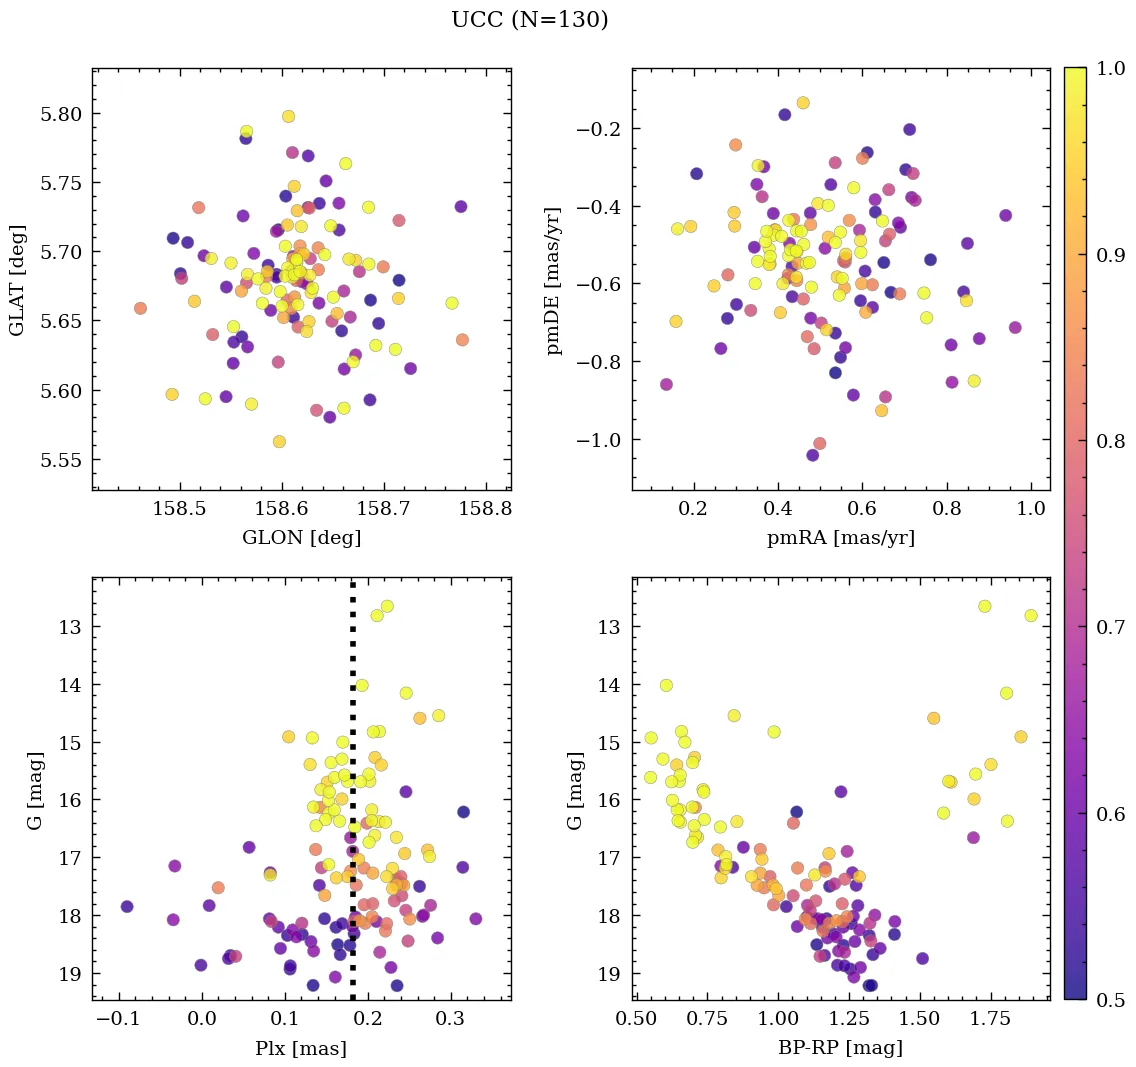 UCC (N=130)
5.80
5.75
5.70
5.65
5.60
5.55
GLAT [deg]
158.5 158.6 158.7 158.8
GLON [deg]
−0.2
−0.4
−0.6
−0.8
−1.0
pmDE [mas/yr]
0.2 0.4 0.6 0.8 1.0
pmRA [mas/yr]
13
14
15
16
17
18
19
G [mag]
−0.1 0.0 0.1 0.2 0.3
Plx [mas]
13
14
15
16
17
18
19
G [mag]
0.50 0.75 1.00 1.25 1.50 1.75
BP-RP [mag]
1.0
0.9
0.8
0.7
0.6
0.5